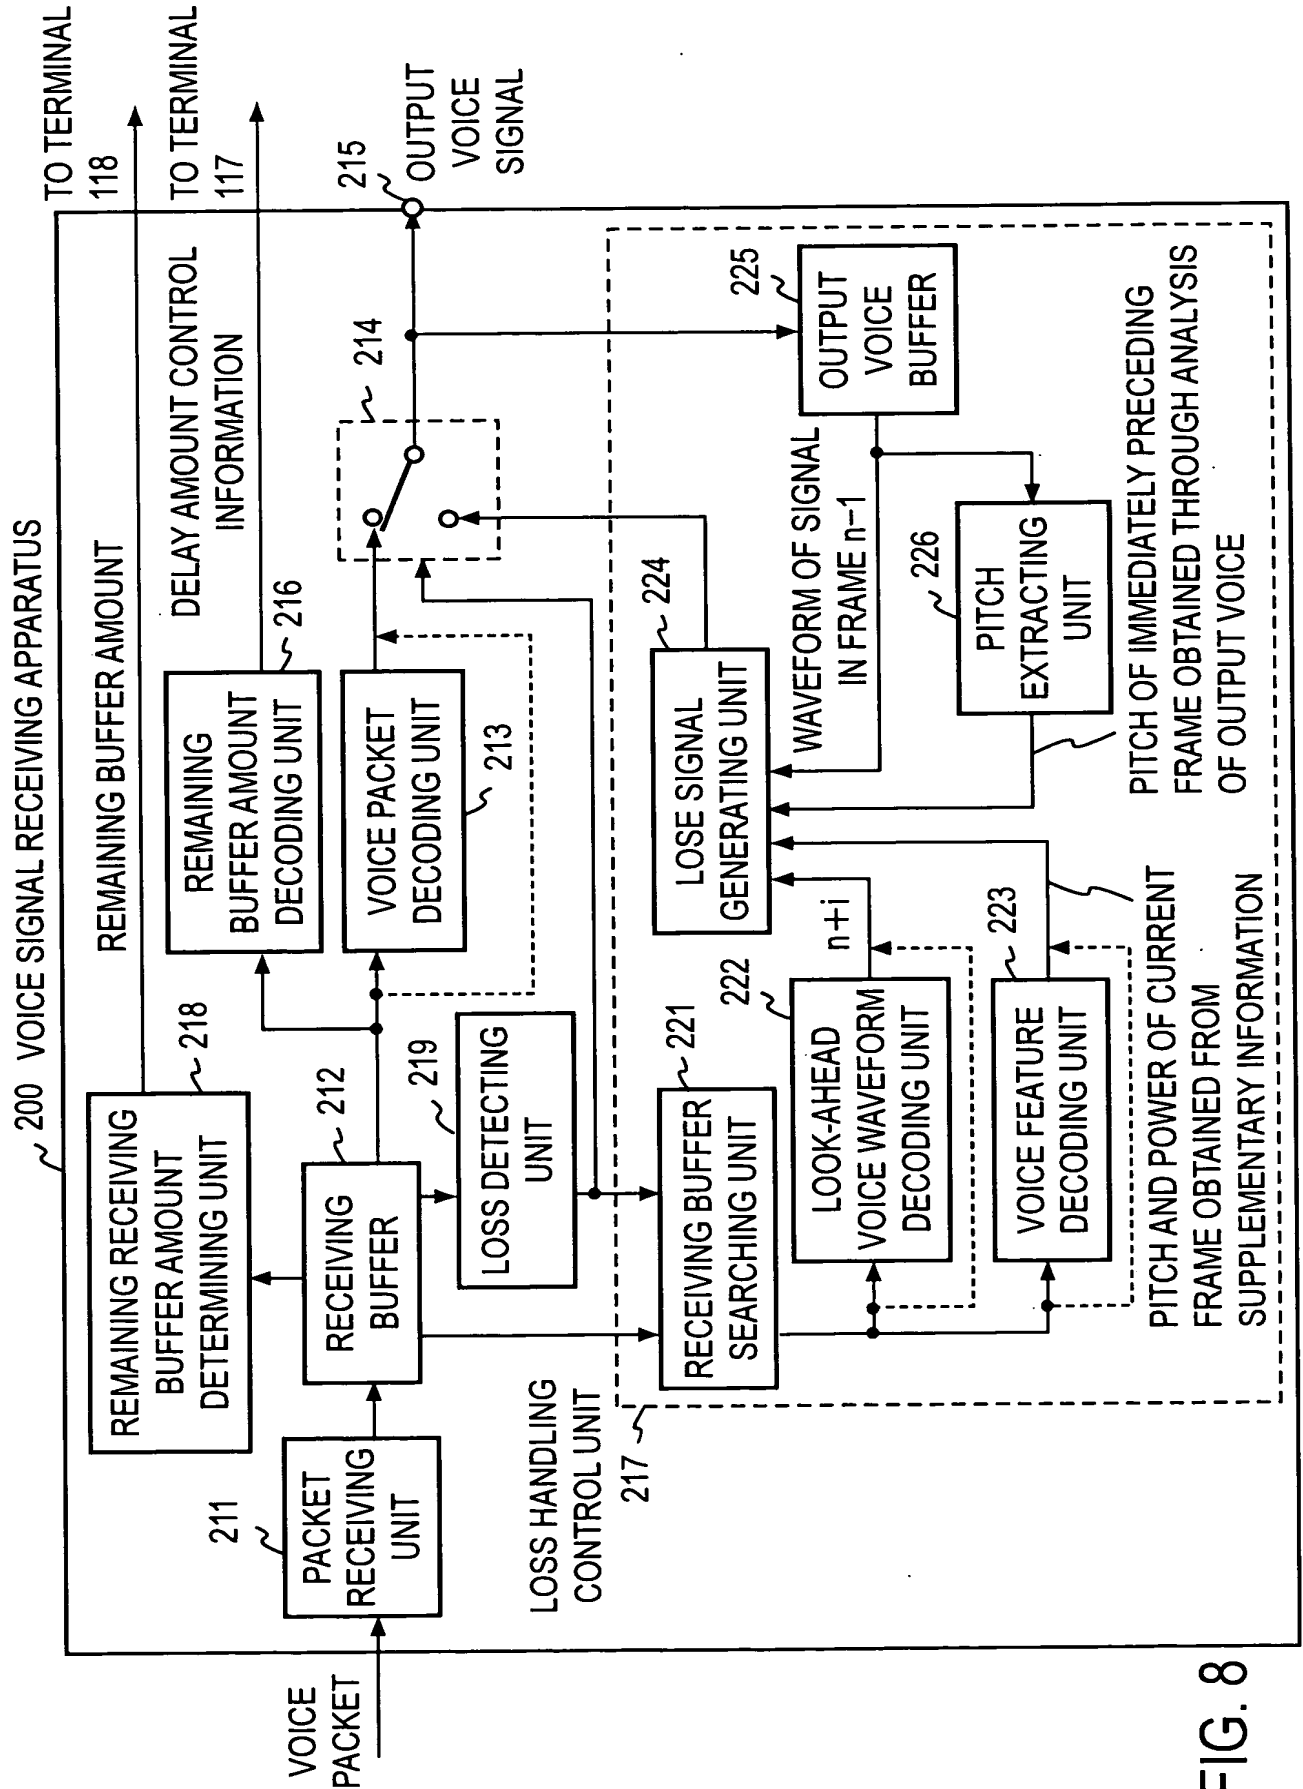 200 VOICE SIGNAL RECEIVING APPARATUS
TO TERMINAL
118
REMAINING BUFFER AMOUNT
TO TERMINAL
117
DELAY AMOUNT CONTROL
INFORMATION
REMAINING RECEIVING
BUFFER AMOUNT
DETERMINING UNIT
218
REMAINING
BUFFER AMOUNT
DECODING UNIT
216
VOICE
PACKET
211
PACKET
RECEIVING
UNIT
212
RECEIVING
BUFFER
VOICE PACKET
DECODING UNIT
213
214
215
OUTPUT
VOICE
SIGNAL
219
LOSS DETECTING
UNIT
LOSS HANDLING
CONTROL UNIT
217
221
RECEIVING BUFFER
SEARCHING UNIT
222
LOOK-AHEAD
VOICE WAVEFORM
DECODING UNIT
n+i
223
VOICE FEATURE
DECODING UNIT
224
LOSE SIGNAL
GENERATING UNIT
WAVEFORM OF SIGNAL
IN FRAME n-1
225
OUTPUT
VOICE
BUFFER
226
PITCH
EXTRACTING
UNIT
PITCH AND POWER OF CURRENT
FRAME OBTAINED FROM
SUPPLEMENTARY INFORMATION
PITCH OF IMMEDIATELY PRECEDING
FRAME OBTAINED THROUGH ANALYSIS
OF OUTPUT VOICE
FIG. 8